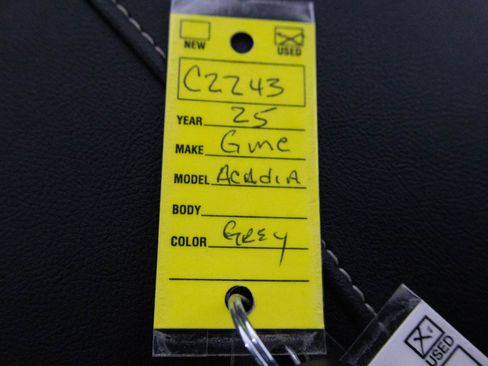 NEW USED
C2243
YEAR 25
MAKE Gmc
MODEL Acadia
BODY
COLOR Grey
USED